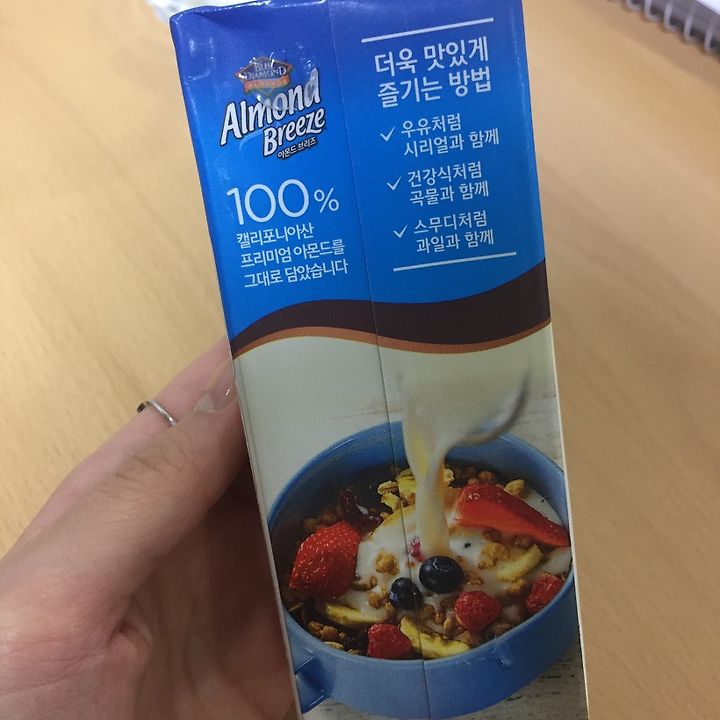 BLUE DIAMOND
ALMONDS
Almond
Breeze
아몬드 브리즈
100%
캘리포니아산
프리미엄 아몬드를
그대로 담았습니다
더욱 맛있게
즐기는 방법
우유처럼
시리얼과 함께
건강식처럼
곡물과 함께
스무디처럼
과일과 함께